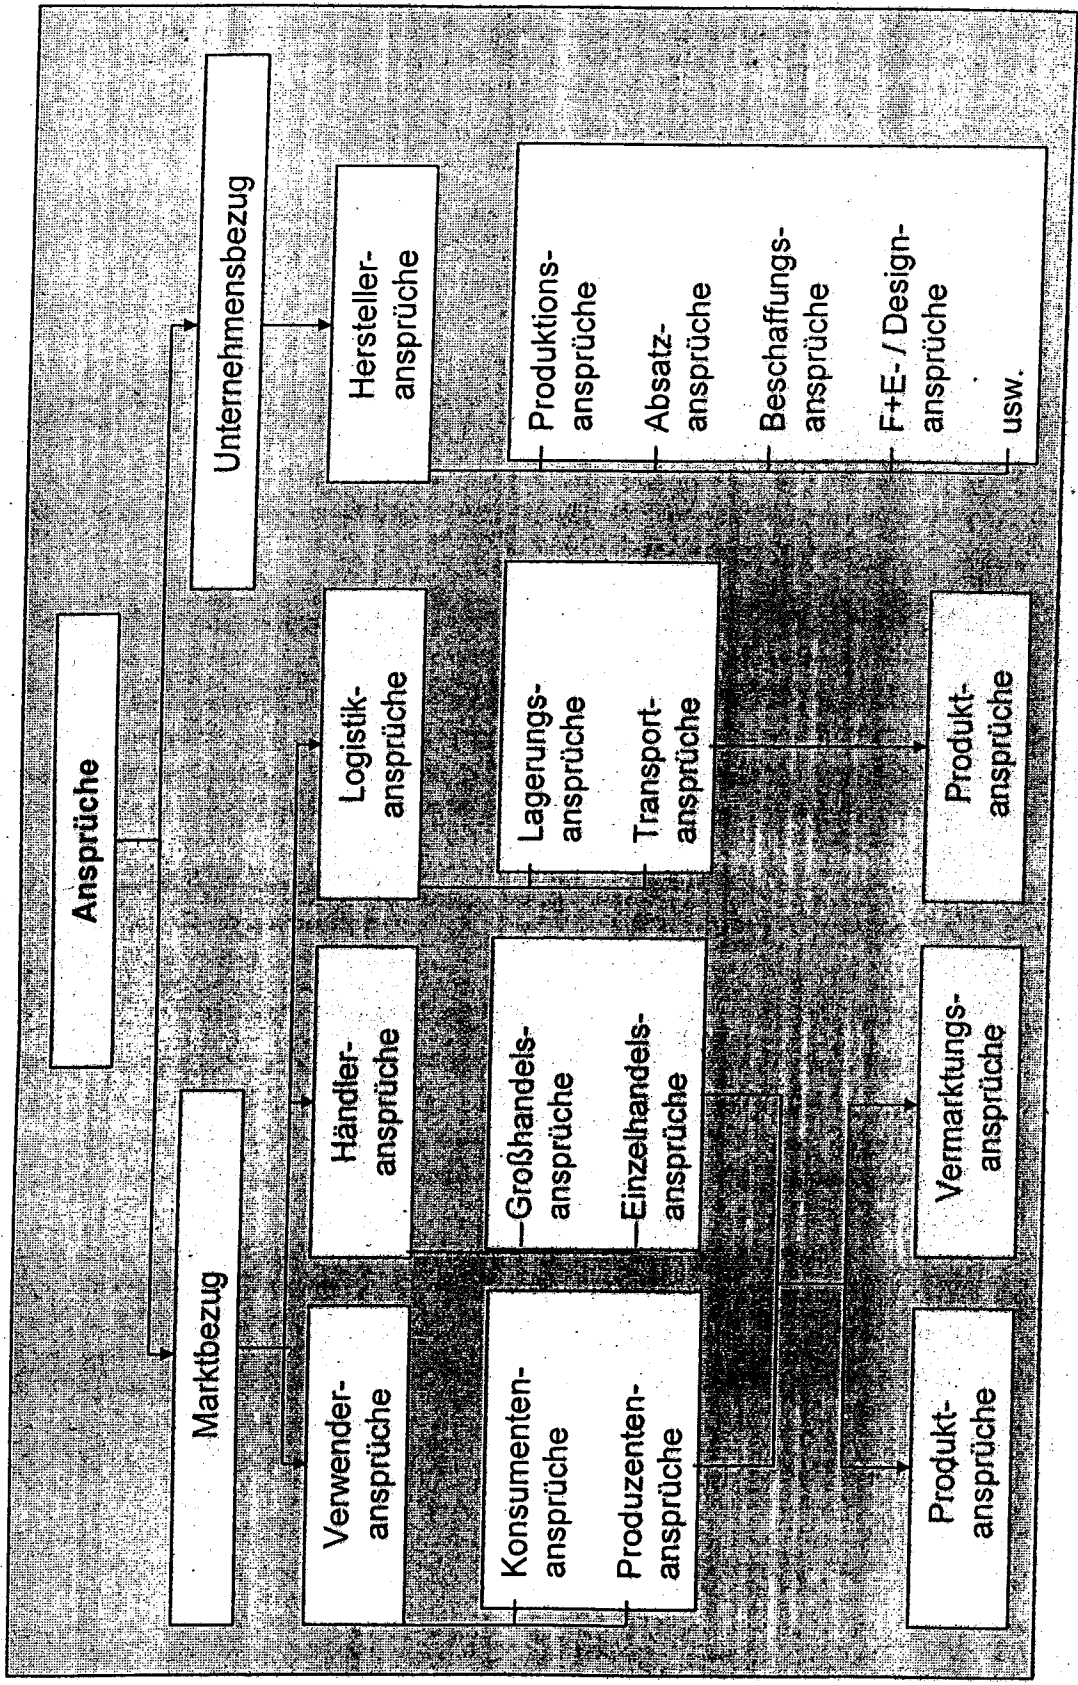 Ansprüche
Marktbezug
Unternehmensbezug
Verwender-
ansprüche
Händler-
ansprüche
Logistik-
ansprüche
Hersteller-
ansprüche
Konsumenten-
ansprüche
Produzenten-
ansprüche
Großhandels-
ansprüche
Einzelhandels-
ansprüche
Lagerungs-
ansprüche
Transport-
ansprüche
Produktions-
ansprüche
Absatz-
ansprüche
Beschaffungs-
ansprüche
F+E- / Design-
ansprüche
usw.
Produkt-
ansprüche
Vermarktungs-
ansprüche
Produkt-
ansprüche